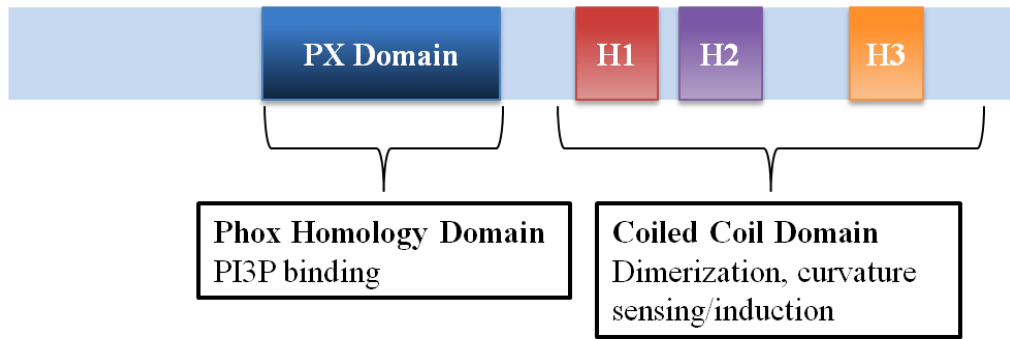 PX Domain H1 H2 H3
Phox Homology Domain
PI3P binding
Coiled Coil Domain
Dimerization, curvature
sensing/induction